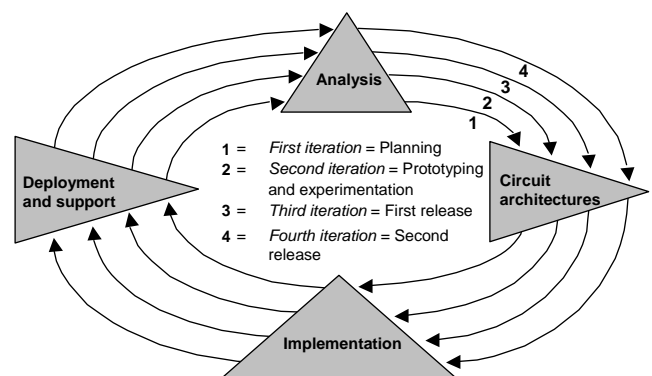 Analysis
4
3
2
1
1 = First iteration = Planning
2 = Second iteration = Prototyping
and experimentation
3 = Third iteration = First release
4 = Fourth iteration = Second
release
Deployment
and support
Circuit
architectures
Implementation